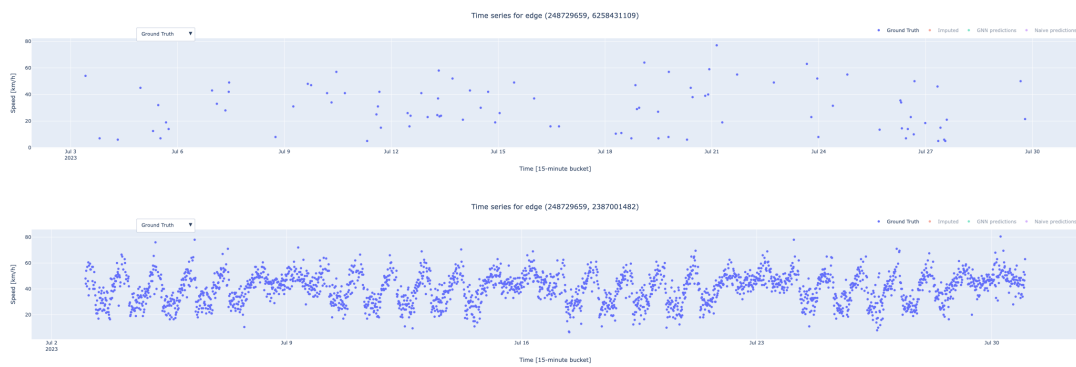 Time series for edge (248729659, 6258431109)
Ground Truth ▼
Ground Truth Imputed GNN predictions Naive predictions
80
60
40
20
0
Speed [km/h]
Jul 3 Jul 6 Jul 9 Jul 12 Jul 15 Jul 18 Jul 21 Jul 24 Jul 27 Jul 30
2023
Time [15-minute bucket]
Time series for edge (248729659, 2387001482)
Ground Truth ▼
Ground Truth Imputed GNN predictions Naive predictions
80
60
40
20
Speed [km/h]
Jul 2 Jul 9 Jul 16 Jul 23 Jul 30
2023
Time [15-minute bucket]